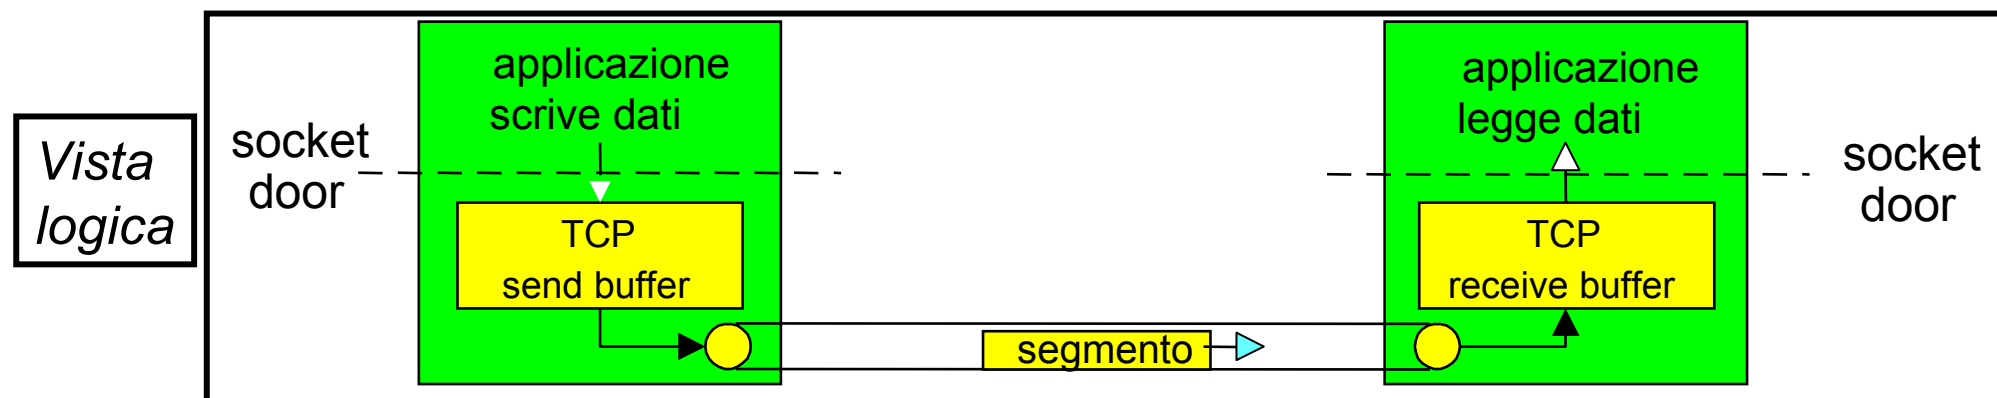 Vista
logica
socket
door
applicazione
scrive dati
TCP
send buffer
segmento
applicazione
legge dati
TCP
receive buffer
socket
door